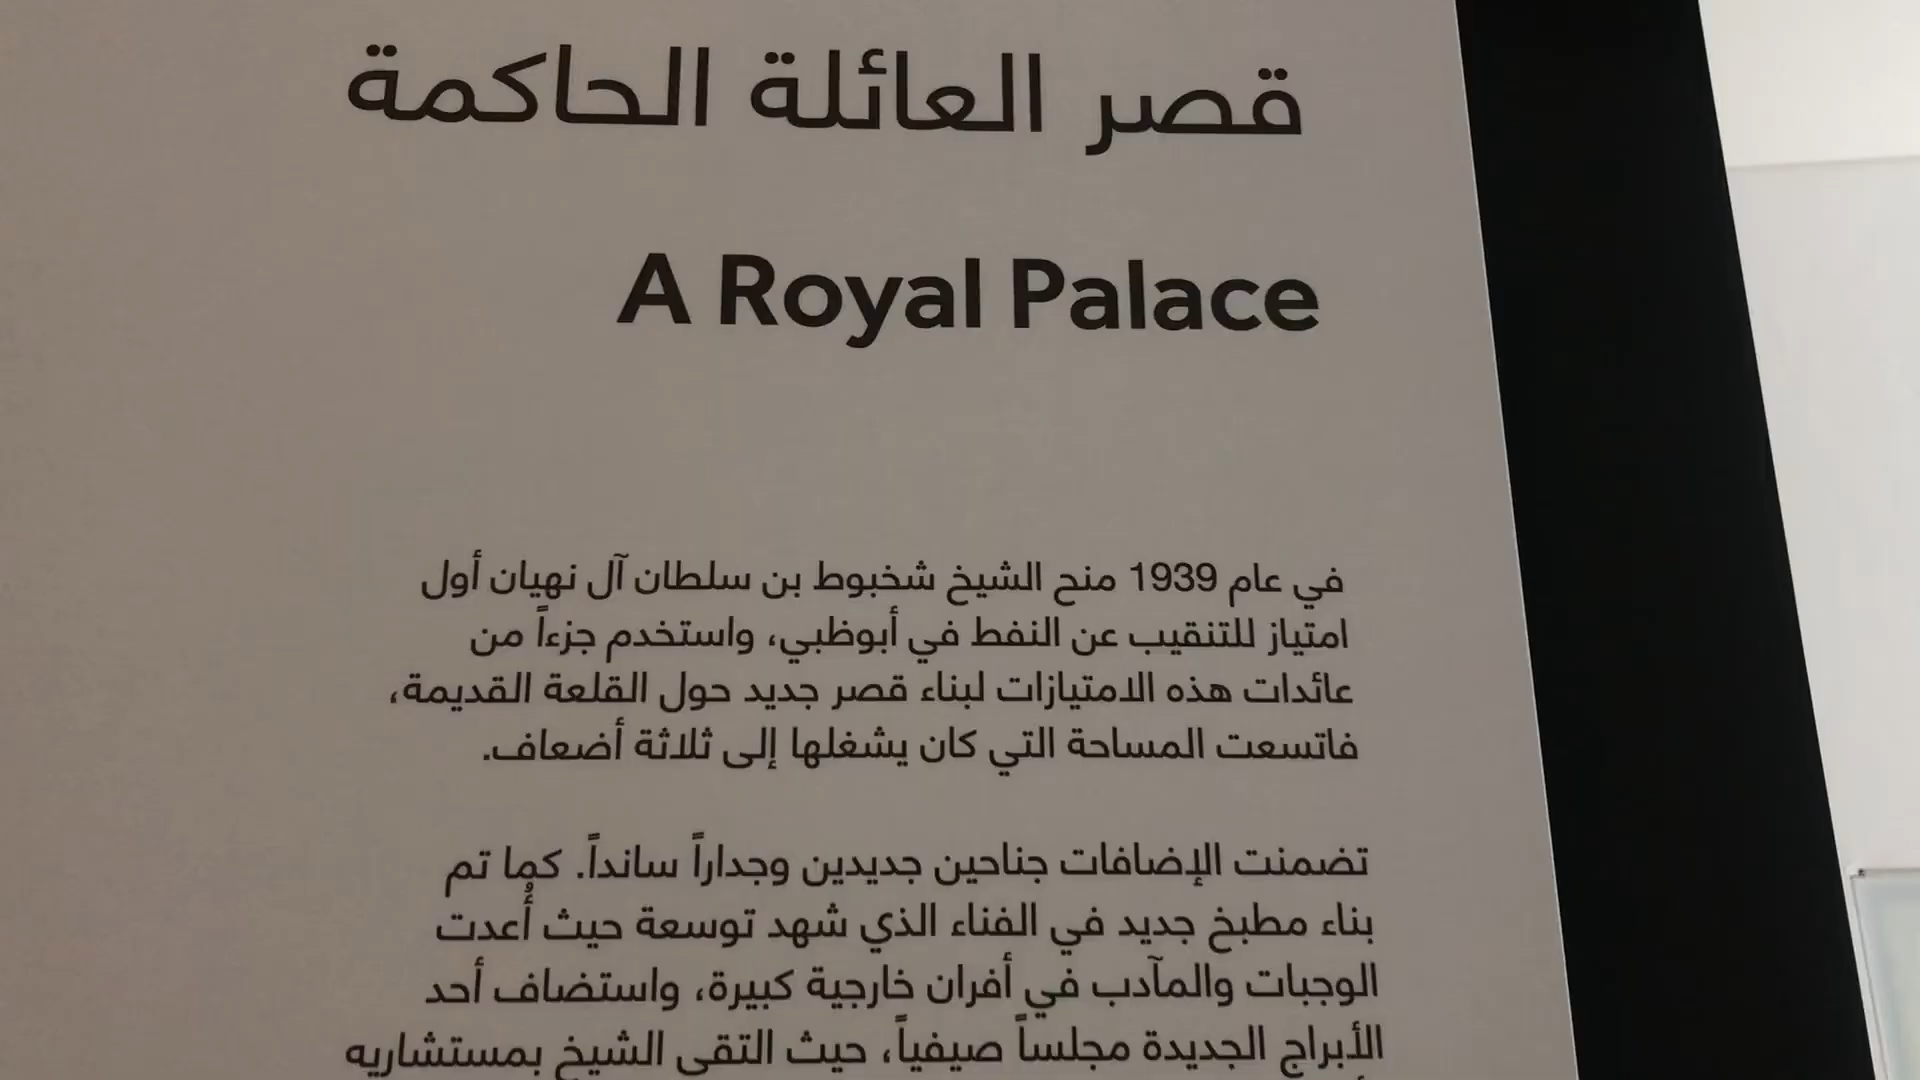 قصر العائلة الحاكمة
A Royal Palace
في عام 1939 منح الشيخ شخبوط بن سلطان آل نهيان أول
امتياز للتنقيب عن النفط في أبوظبي، واستخدم جزءاً من
عائدات هذه الامتيازات لبناء قصر جديد حول القلعة القديمة،
فاتسعت المساحة التي كان يشغلها إلى ثلاثة أضعاف.
تضمنت الإضافات جناحين جديدين وجداراً سانداً. كما تم
بناء مطبخ جديد في الفناء الذي شهد توسعة حيث أُعدت
الوجبات والمآدب في أفران خارجية كبيرة، واستضاف أحد
الأبراج الجديدة مجلساً صيفياً، حيث التقى الشيخ بمستشاريه